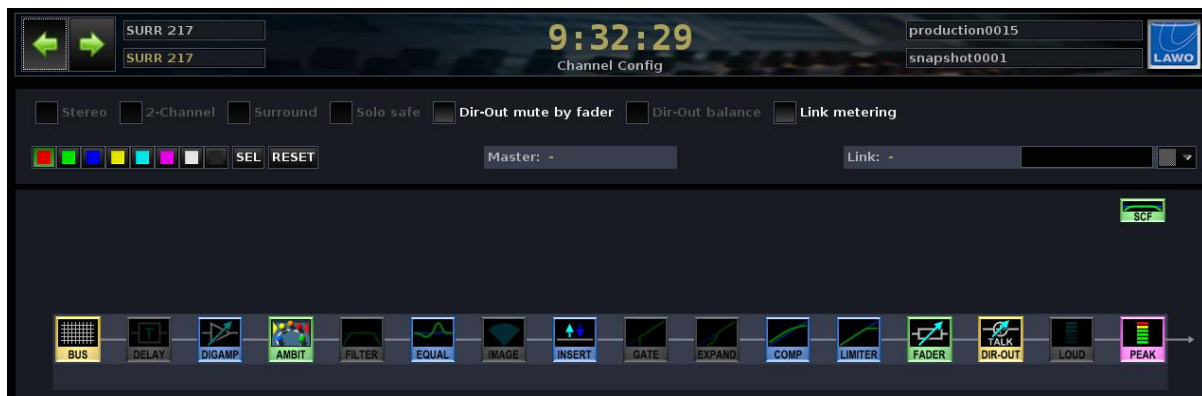 SURR 217
SURR 217
9:32:29
Channel Config
production0015
snapshot0001
LAWO
Stereo 2-Channel Surround Solo safe Dir-Out mute by fader Dir-Out balance Link metering
SEL RESET Master: - Link: -
SCF
T
TALK
BUS DELAY DIGAMP AMBIT FILTER EQUAL IMAGE INSERT GATE EXPAND COMP LIMITER FADER DIR-OUT LOUD PEAK